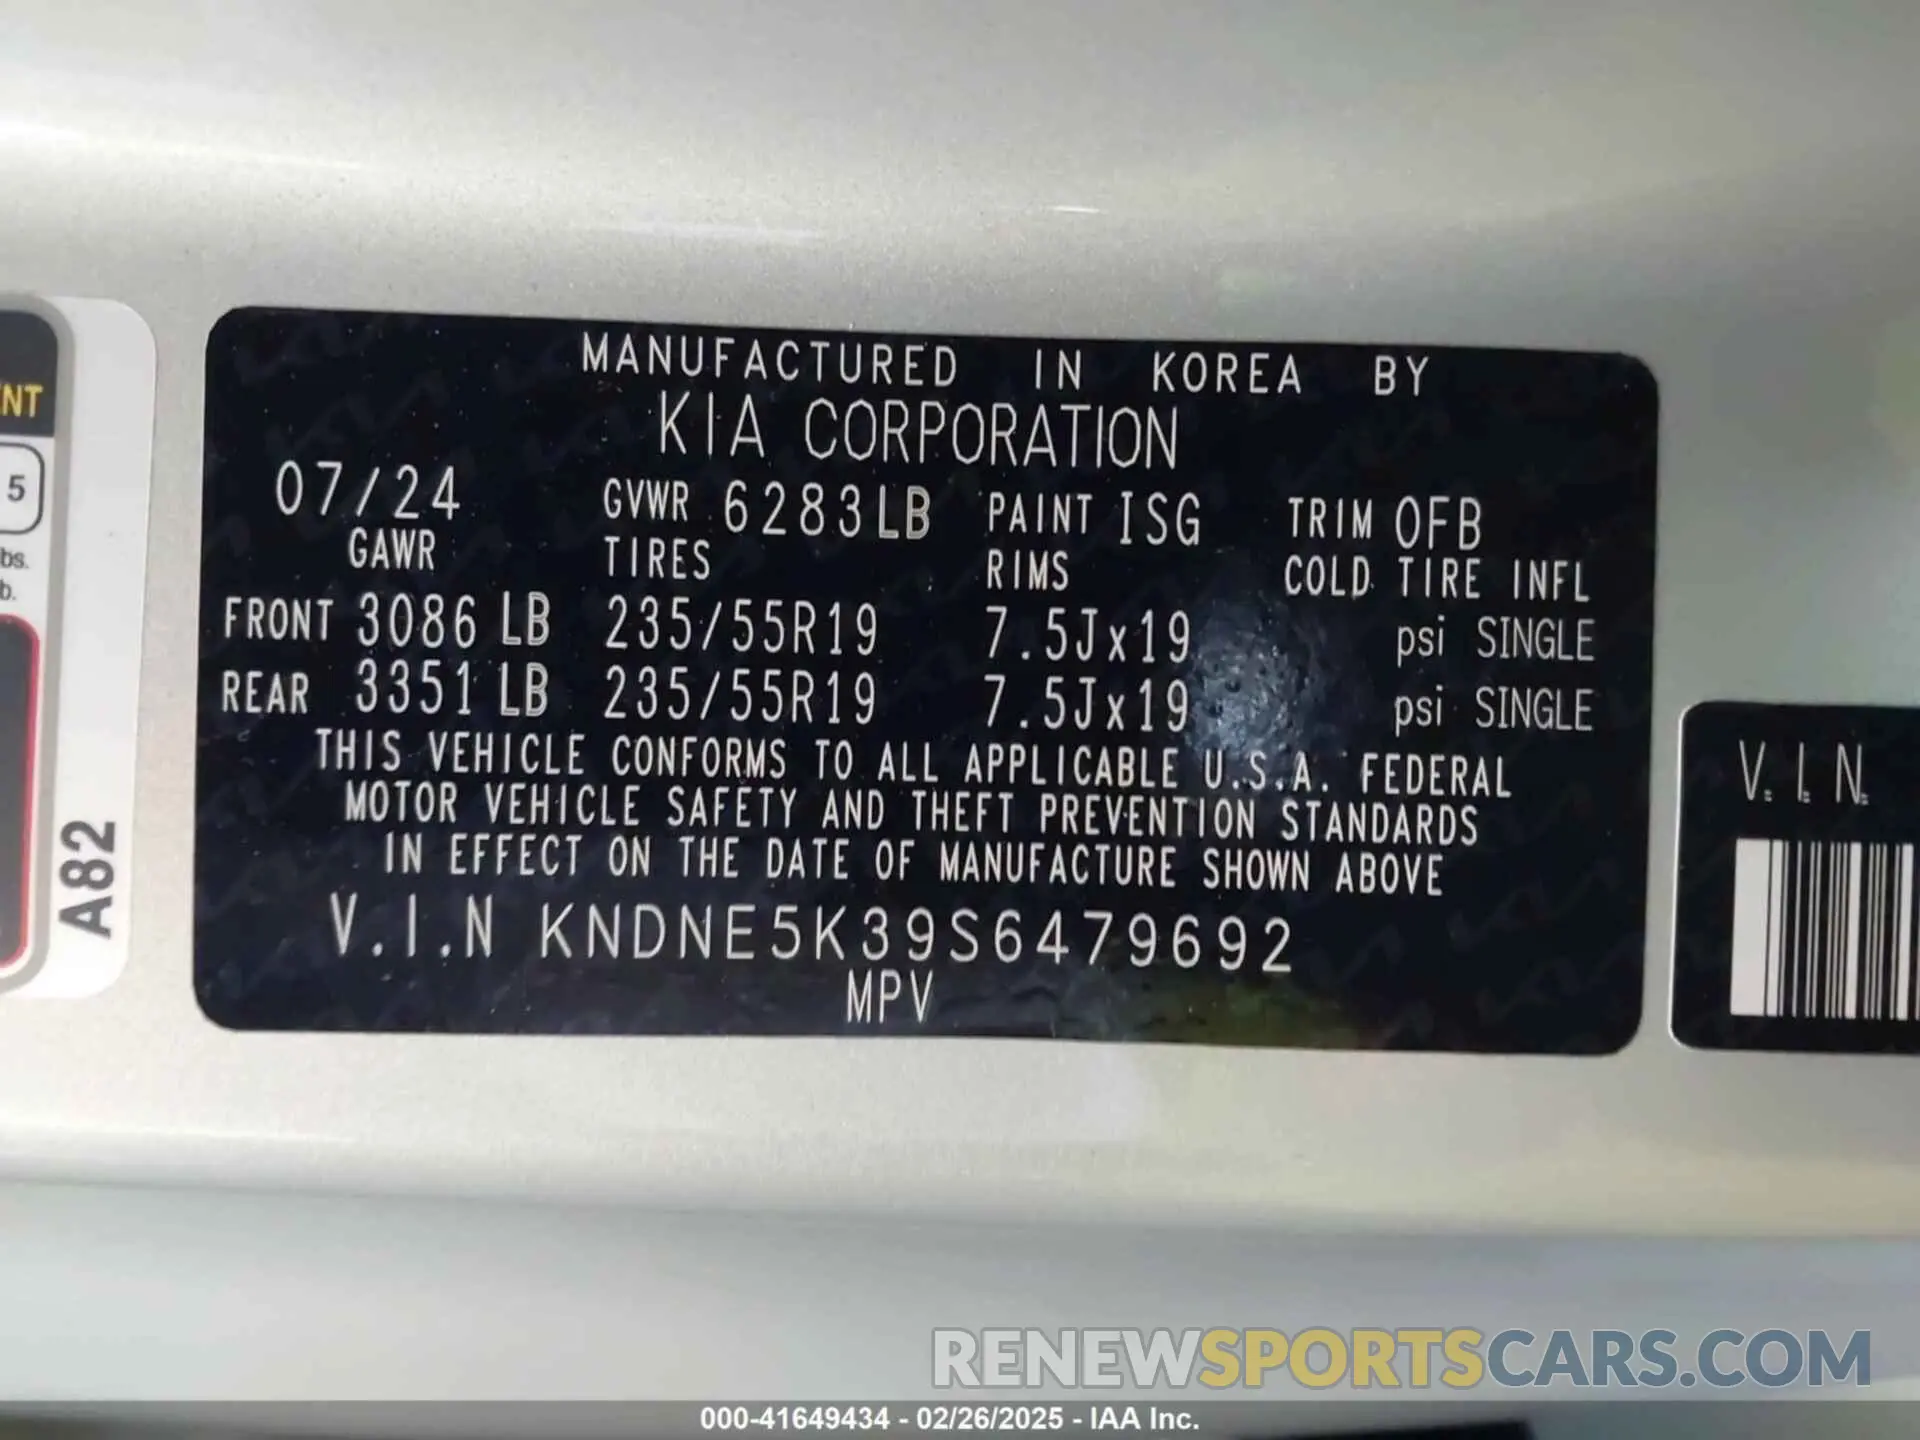 MANUFACTURED IN KOREA BY
KIA CORPORATION
07/24 GVWR 6283LB PAINT ISG TRIM OFB
GAWR TIRES RIMS COLD TIRE INFL
FRONT 3086 LB 235/55R19 7.5Jx19 psi SINGLE
REAR 3351 LB 235/55R19 7.5Jx19 psi SINGLE
THIS VEHICLE CONFORMS TO ALL APPLICABLE U.S.A. FEDERAL
MOTOR VEHICLE SAFETY AND THEFT PREVENTION STANDARDS
IN EFFECT ON THE DATE OF MANUFACTURE SHOWN ABOVE
V.I.N KNDNE5K39S6479692
MPV
NT
5
bs.
b.
A82
V.I.N.
RENEWSPORTSCARS.COM
000-41649434 - 02/26/2025 - IAA Inc.